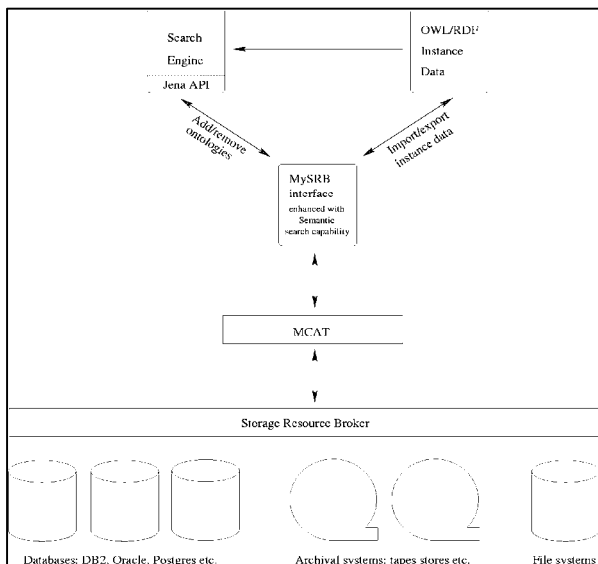 Search
Engine
Jena API
OWL/RDF
Instance
Data
Add/remove
ontologies
Import/export
instance data
MySRB
interface
enhanced with
Semantic
search capability
MCAT
Storage Resource Broker
Databases: DB2, Oracle, Postgres etc.
Archival systems: tapes stores etc.
File systems